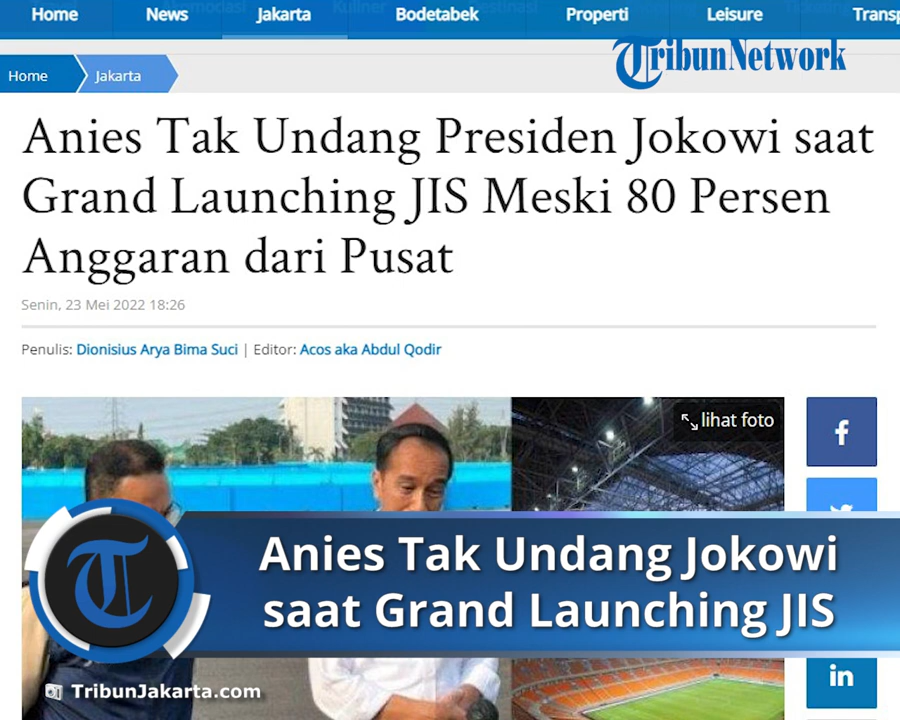 Home News Jakarta Bodetabek Properti Leisure Transp
TribunNetwork
Home Jakarta
Anies Tak Undang Presiden Jokowi saat
Grand Launching JIS Meski 80 Persen
Anggaran dari Pusat
Senin, 23 Mei 2022 18:26
Penulis: Dionisius Arya Bima Suci | Editor: Acos aka Abdul Qodir
lihat foto
f
Anies Tak Undang Jokowi
saat Grand Launching JIS
T
in
TribunJakarta.com